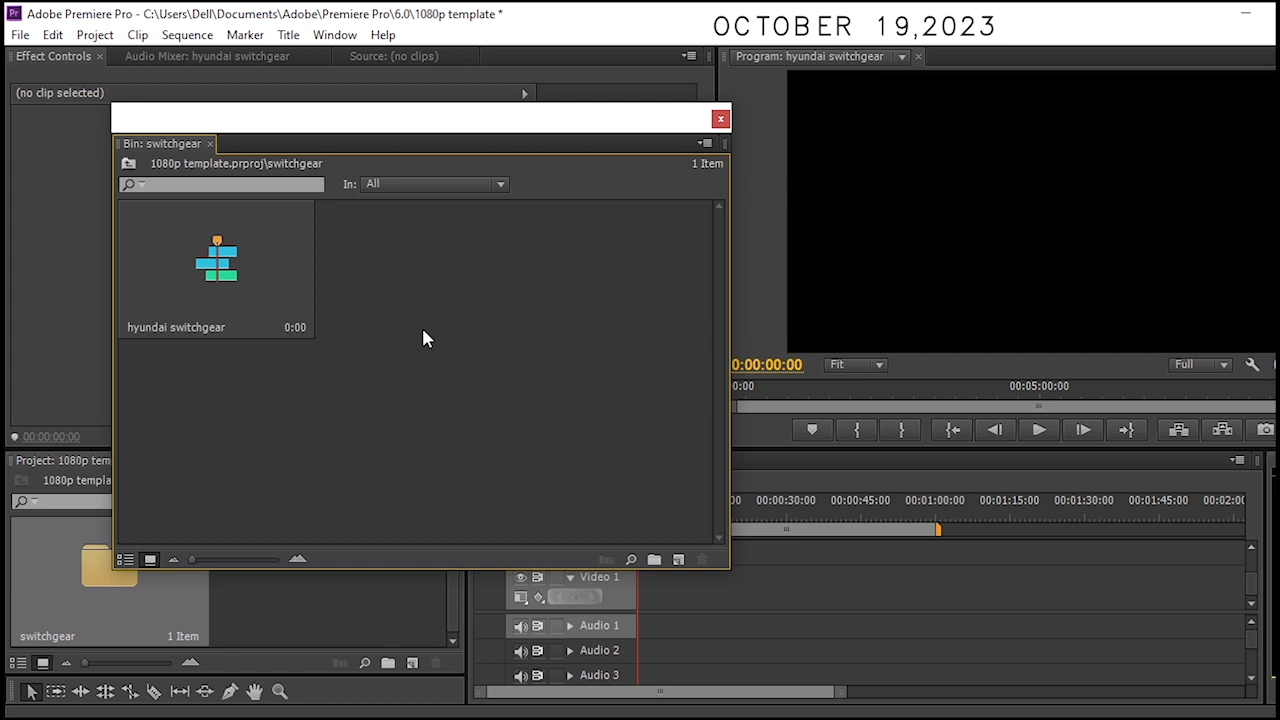 Adobe Premiere Pro - C:\Users\Dell\Documents\Adobe\Premiere Pro\6.0\1080p template *
OCTOBER 19,2023
File Edit Project Clip Sequence Marker Title Window Help
Effect Controls × Audio Mixer: hyundai switchgear Source: (no clips) Program: hyundai switchgear ×
(no clip selected)
x
Bin: switchgear ×
1080p template.prproj\switchgear 1 Item
In: All
hyundai switchgear 0:00
0:00:00:00 Fit Full
0:00 00:05:00:00
00:00:00:00
Project: 1080p tem
1080p templa
00 00:00:30:00 00:00:45:00 00:01:00:00 00:01:15:00 00:01:30:00 00:01:45:00 00:02:0
Video 1
Audio 1
switchgear 1 Item
Audio 2
Audio 3